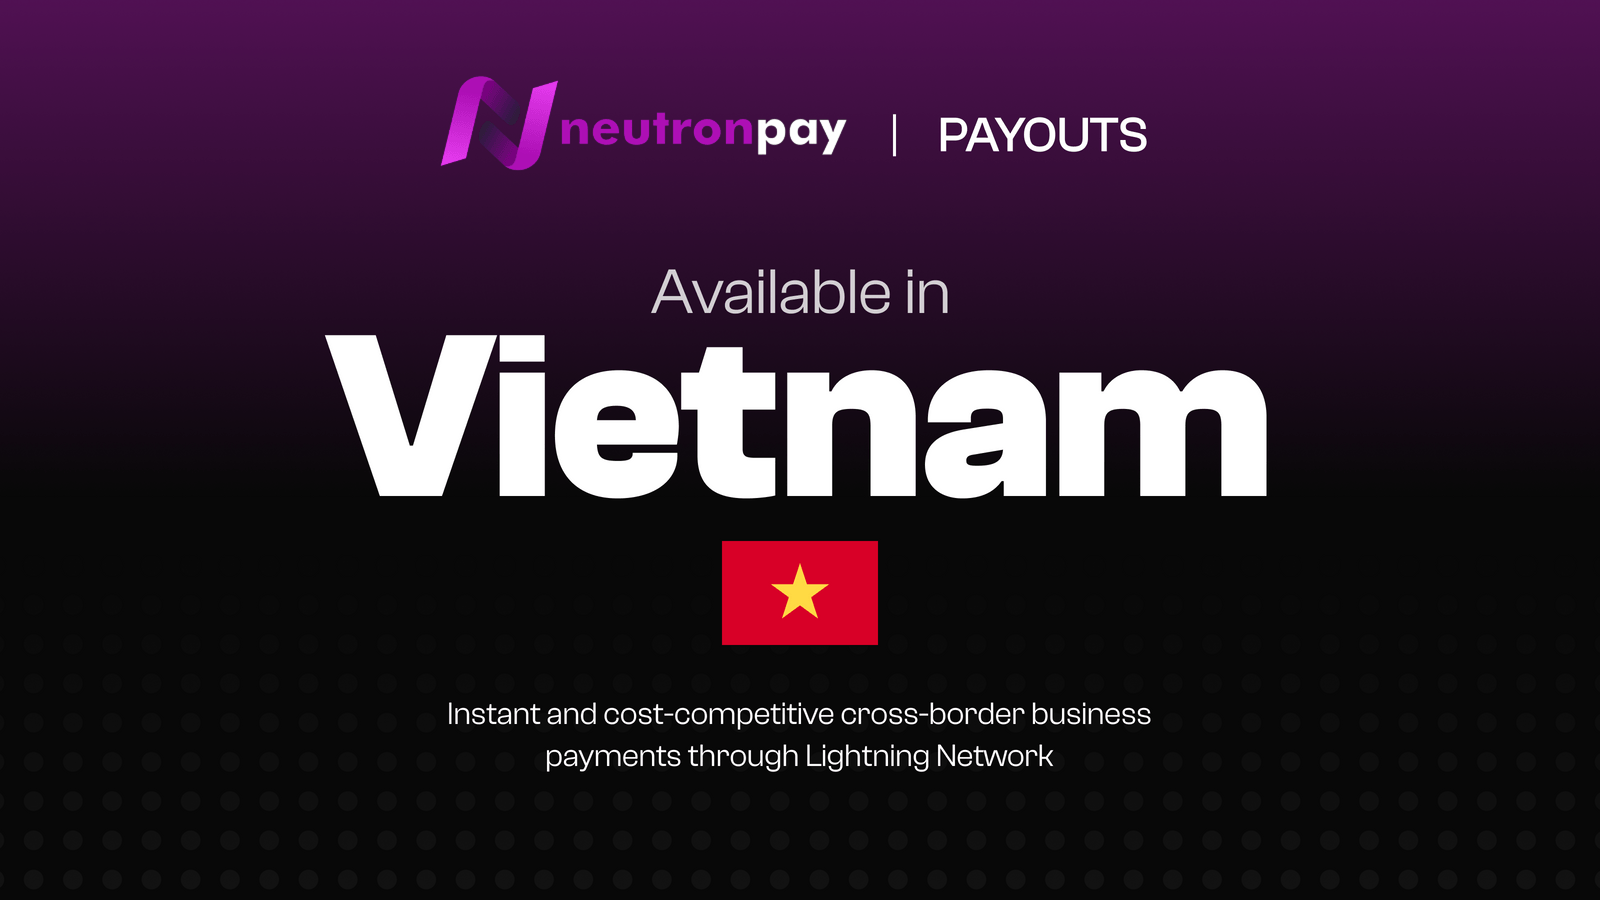 neutronpay | PAYOUTS
Available in
Vietnam
Instant and cost-competitive cross-border business
payments through Lightning Network